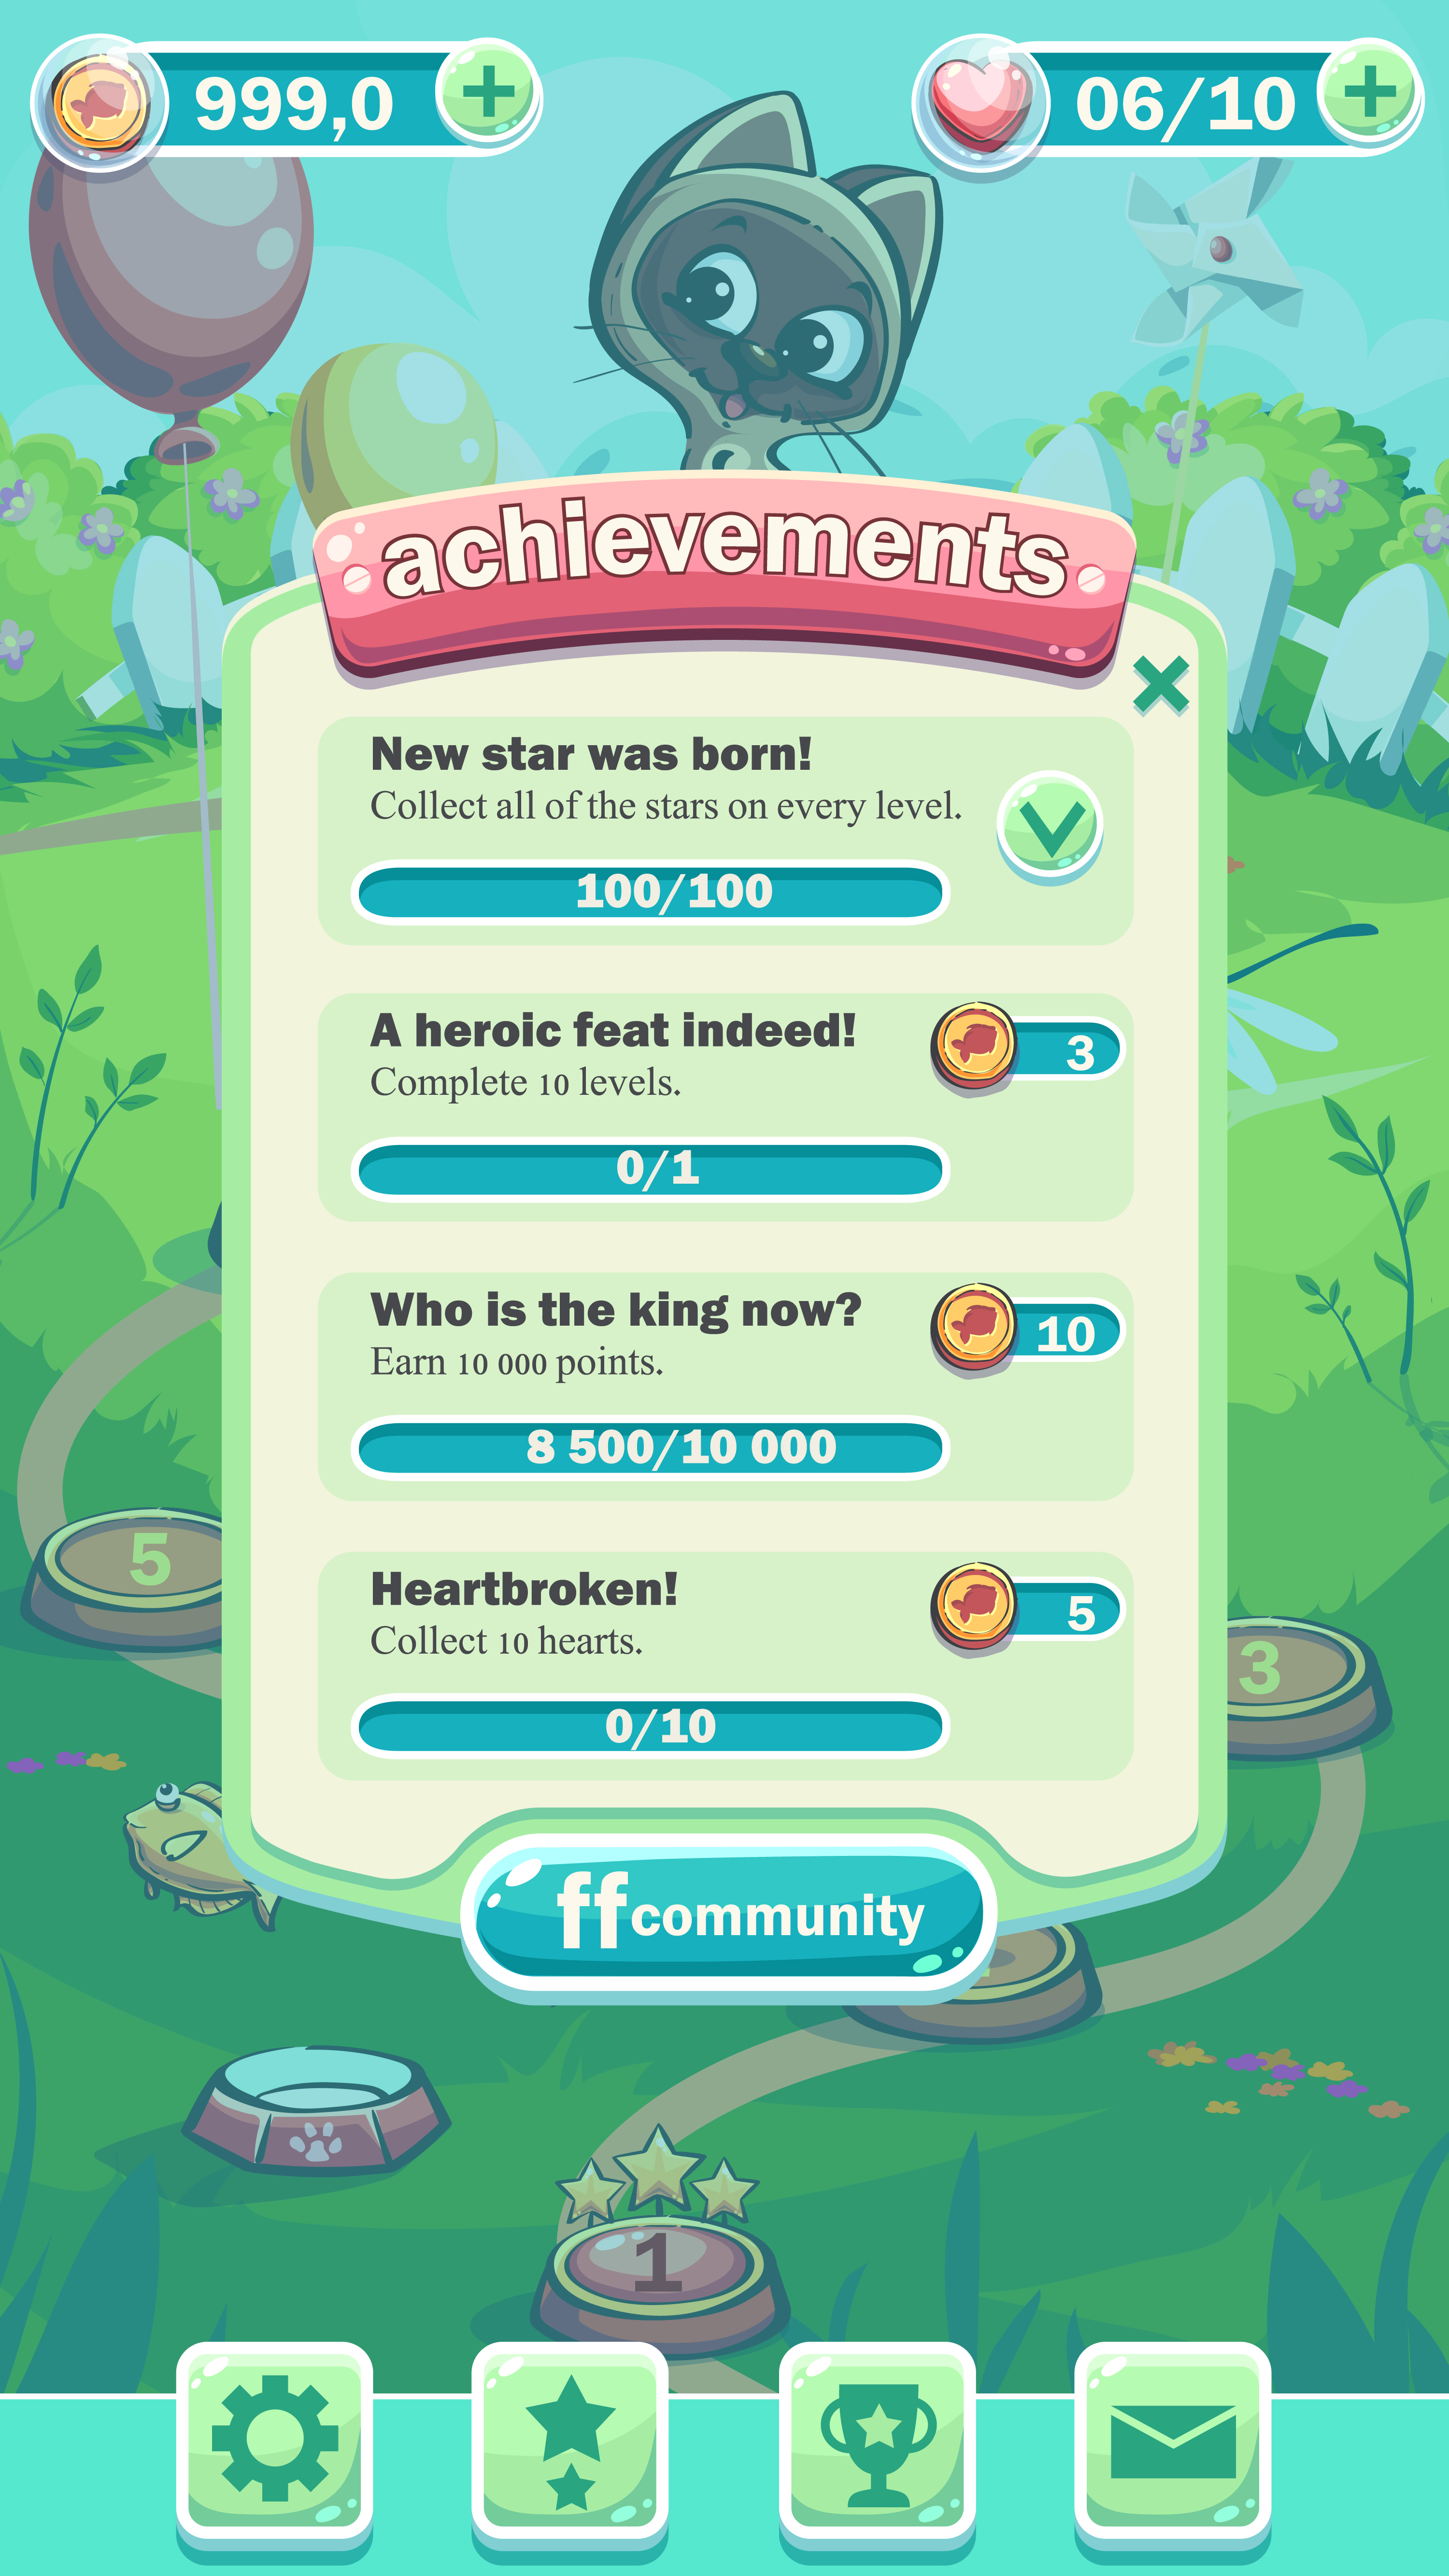 999,0
06/10
achievements
New star was born!
Collect all of the stars on every level.
100/100
A heroic feat indeed!
3
Complete 10 levels.
0/1
Who is the king now?
10
Earn 10 000 points.
8 500/10 000
5
Heartbroken!
5
Collect 10 hearts.
3
0/10
ff community
1